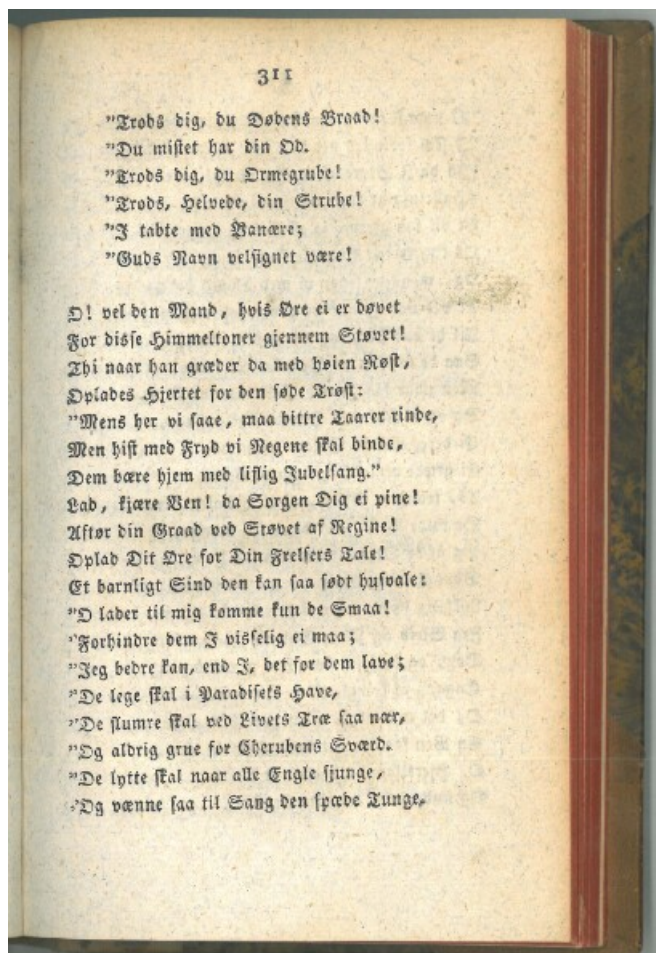 311
"Trods dig, du Dødens Braad!
"Du mistet har din Od.
"Trods dig, du Ormegrube!
"Trods, Helvede, din Strube!
"I tabte med Vanære;
"Guds Navn velsignet være!
O! vel den Mand, hvis Øre ei er døvet
For disse Himmeltoner gjennem Støvet!
Thi naar han græder da med høien Røst,
Oplades Hjertet for den søde Trøst:
"Mens her vi saae, maa bittre Taarer rinde,
Men hist med Fryd vi Negene skal binde,
Dem bære hjem med liflig Jubelsang."
Lad, kjære Ven! da Sorgen Dig ei pine!
Aftør din Graad ved Støvet af Regine!
Oplad Dit Øre for Din Frelsers Tale!
Et barnligt Sind den kan saa sødt husvale:
"O lader til mig komme kun de Smaa!
"Forhindre dem I visselig ei maa;
"Jeg bedre kan, end I, det for dem lave;
"De lege skal i Paradisets Have,
"De slumre skal ved Livets Træ saa nær,
"Og aldrig grue for Cherubens Sværd.
"De lytte skal naar alle Engle sjunge,
"Og vænne saa til Sang den spæde Tunge,